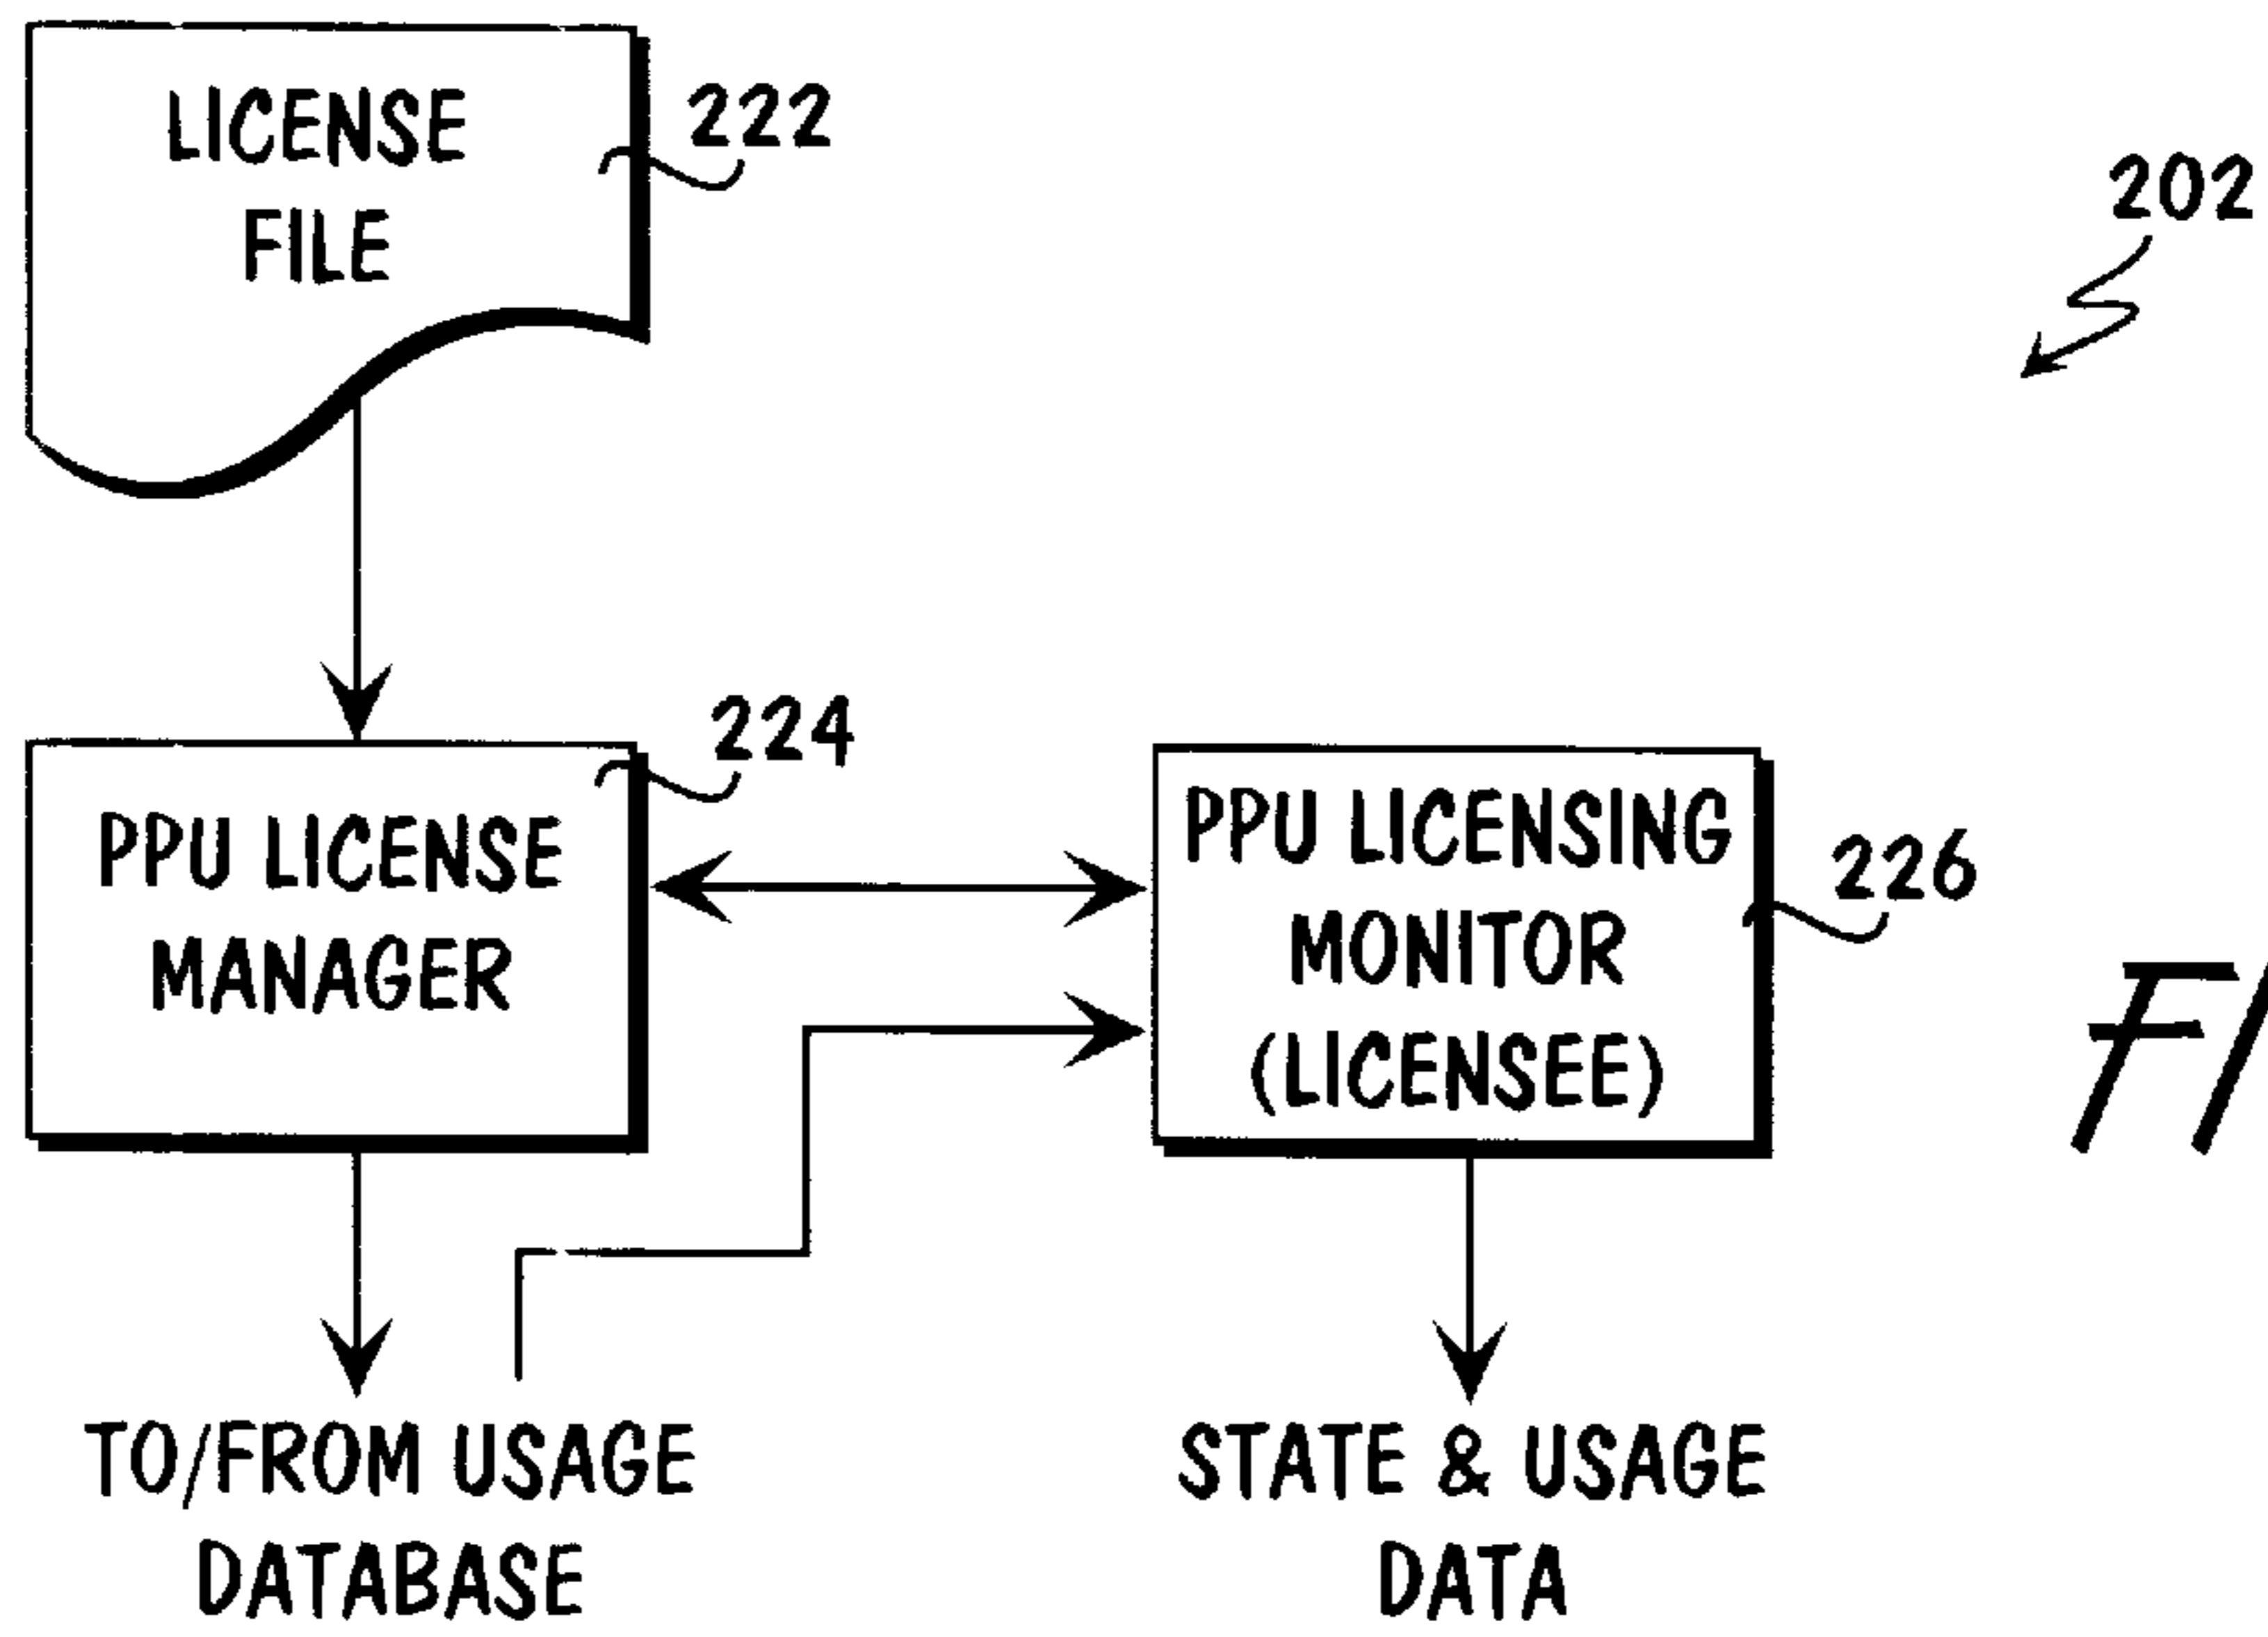 LICENSE
FILE
222
202
224
PPU LICENSE
MANAGER
PPU LICENSING
MONITOR
(LICENSEE)
226
TO/FROM USAGE
DATABASE
STATE & USAGE
DATA